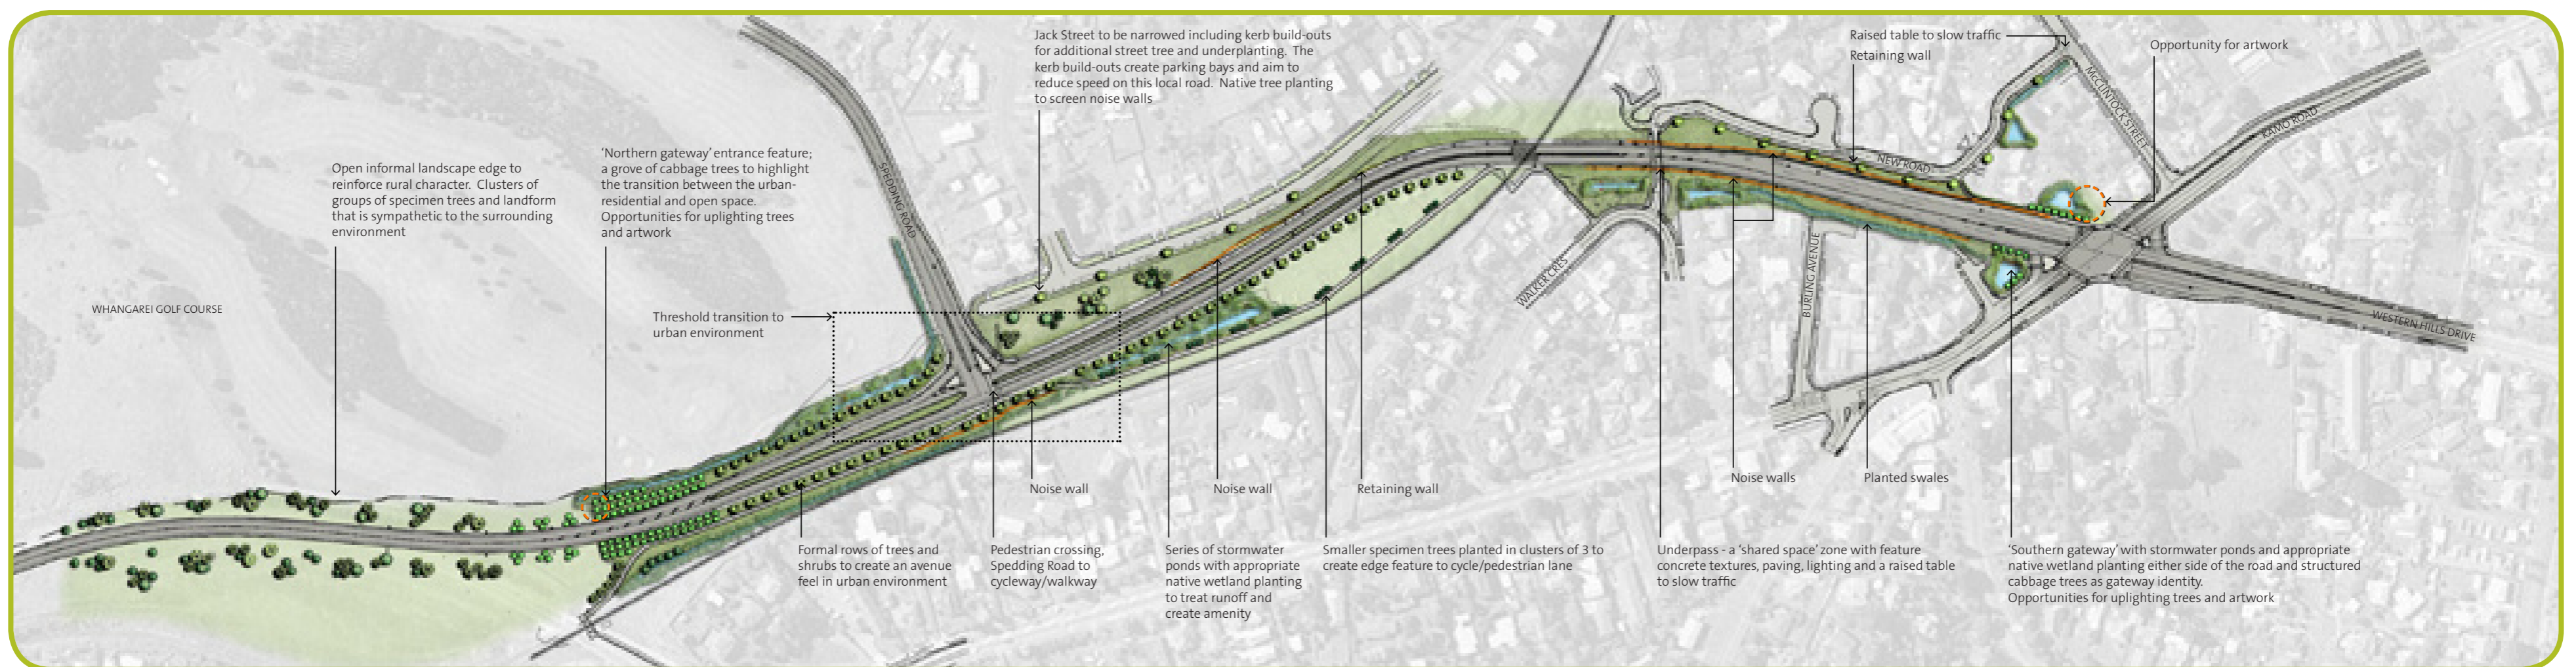 Jack Street to be narrowed including kerb build-outs
for additional street tree and underplanting.  The
kerb build-outs create parking bays and aim to
reduce speed on this local road.  Native tree planting
to screen noise walls
Raised table to slow traffic
Retaining wall
Opportunity for artwork
McCLINTOCK STREET
KAMO ROAD
'Northern gateway' entrance feature;
a grove of cabbage trees to highlight
the transition between the urban-
residential and open space.
Opportunities for uplighting trees
and artwork
Open informal landscape edge to
reinforce rural character.  Clusters of
groups of specimen trees and landform
that is sympathetic to the surrounding
environment
SPEDDING ROAD
NEW ROAD
WHANGAREI GOLF COURSE
Threshold transition to
urban environment
WALKER CRES
BURLING AVENUE
WESTERN HILLS DRIVE
Noise wall
Noise wall
Retaining wall
Noise walls
Planted swales
Formal rows of trees and
shrubs to create an avenue
feel in urban environment
Pedestrian crossing,
Spedding Road to
cycleway/walkway
Series of stormwater
ponds with appropriate
native wetland planting
to treat runoff and
create amenity
Smaller specimen trees planted in clusters of 3 to
create edge feature to cycle/pedestrian lane
Underpass - a 'shared space' zone with feature
concrete textures, paving, lighting and a raised table
to slow traffic
'Southern gateway' with stormwater ponds and appropriate
native wetland planting either side of the road and structured
cabbage trees as gateway identity.
Opportunities for uplighting trees and artwork